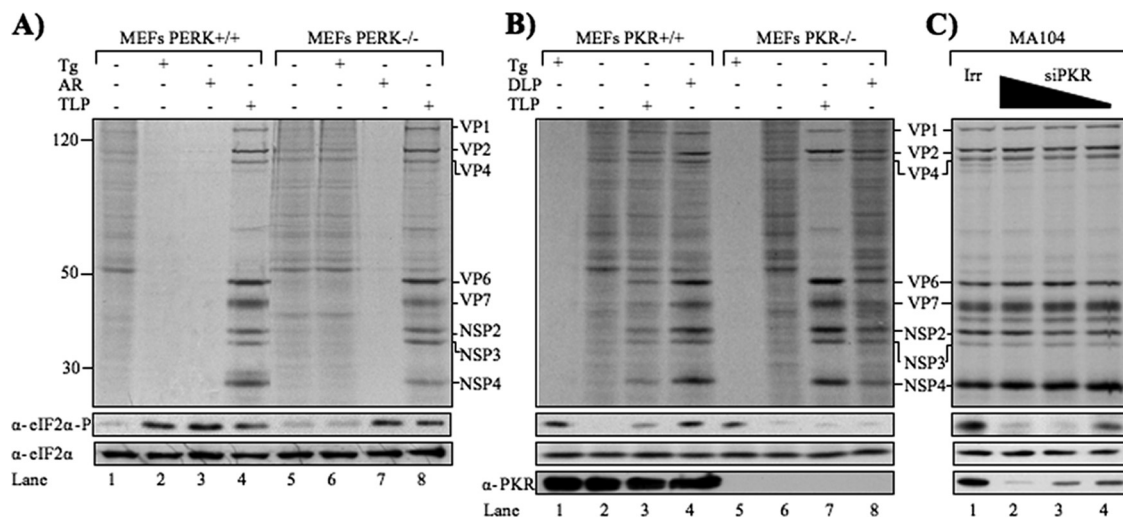 A) B) C)
MEFs PERK+/+ MEFs PERK-/- MEFs PKR+/+ MEFs PKR-/- MA104
Tg - + - - - + - - Tg + - - - + - - - Irr siPKR
AR - - + - - - + - DLP - - - + - - - +
TLP - - - + - - - + TLP - - + - - - + -
120 VP1 VP1
VP2 VP2
VP4 VP4
50 VP6 VP6
VP7 VP7
NSP2 NSP2
NSP3 NSP3
30 NSP4 NSP4
α-eIF2α-P
α-eIF2α
α-PKR
Lane 1 2 3 4 5 6 7 8 Lane 1 2 3 4 5 6 7 8 1 2 3 4